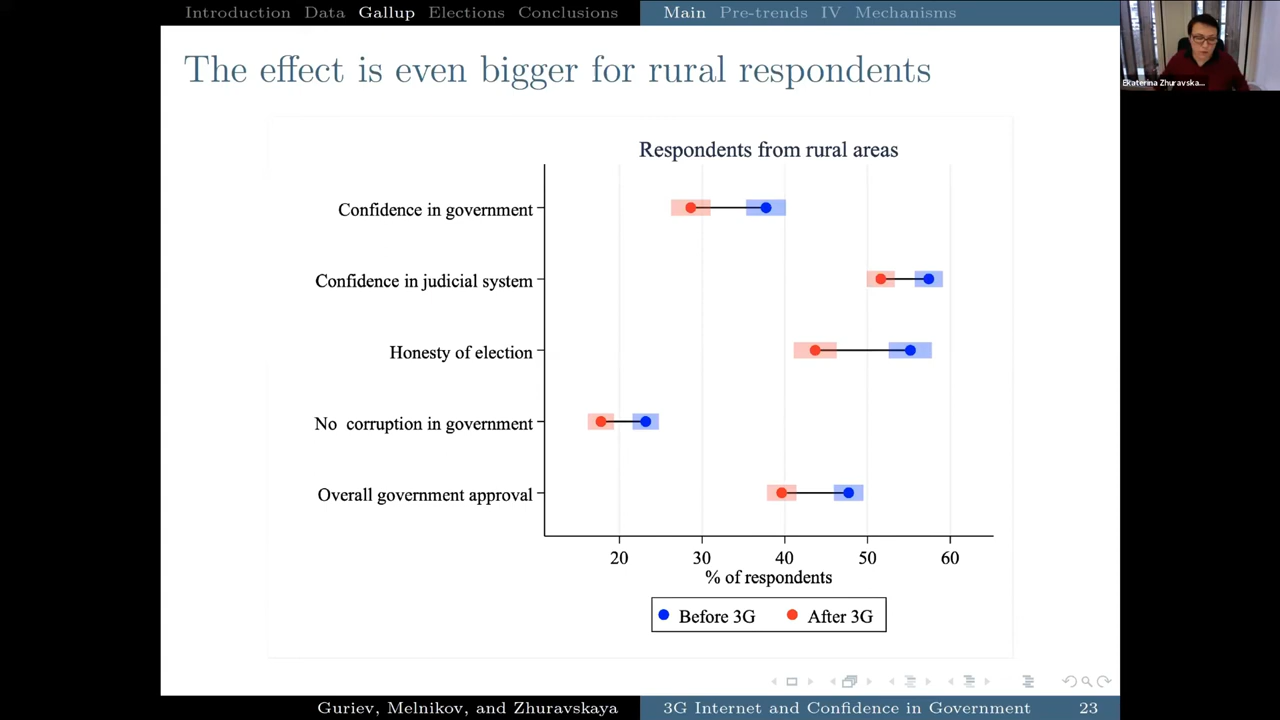 Introduction Data Gallup Elections Conclusions
Main Pre-trends IV Mechanisms
Ekaterina Zhuravska...
The effect is even bigger for rural respondents
Respondents from rural areas
Confidence in government
Confidence in judicial system
Honesty of election
No corruption in government
Overall government approval
20 30 40 50 60
% of respondents
Before 3G After 3G
Guriev, Melnikov, and Zhuravskaya
3G Internet and Confidence in Government
23